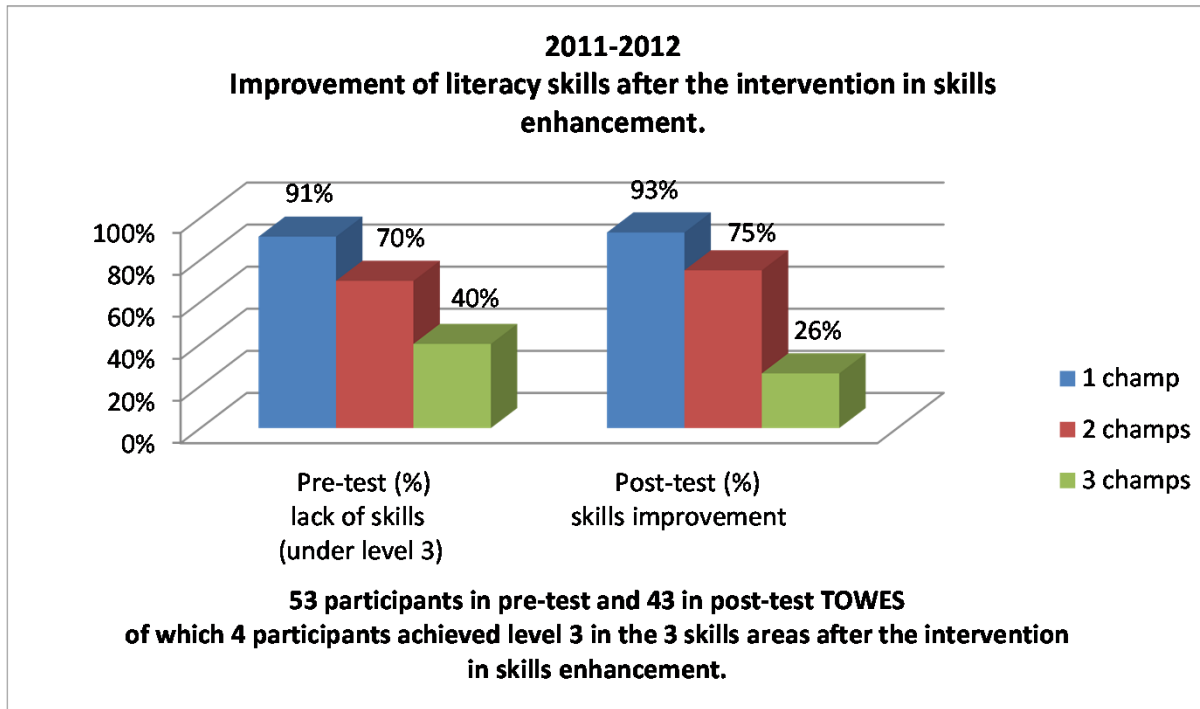 2011-2012
Improvement of literacy skills after the intervention in skills
enhancement.
91%
93%
70%
75%
40%
26%
100%
80%
60%
40%
20%
0%
1 champ
2 champs
3 champs
Pre-test (%)
lack of skills
(under level 3)
Post-test (%)
skills improvement
53 participants in pre-test and 43 in post-test TOWES
of which 4 participants achieved level 3 in the 3 skills areas after the intervention
in skills enhancement.